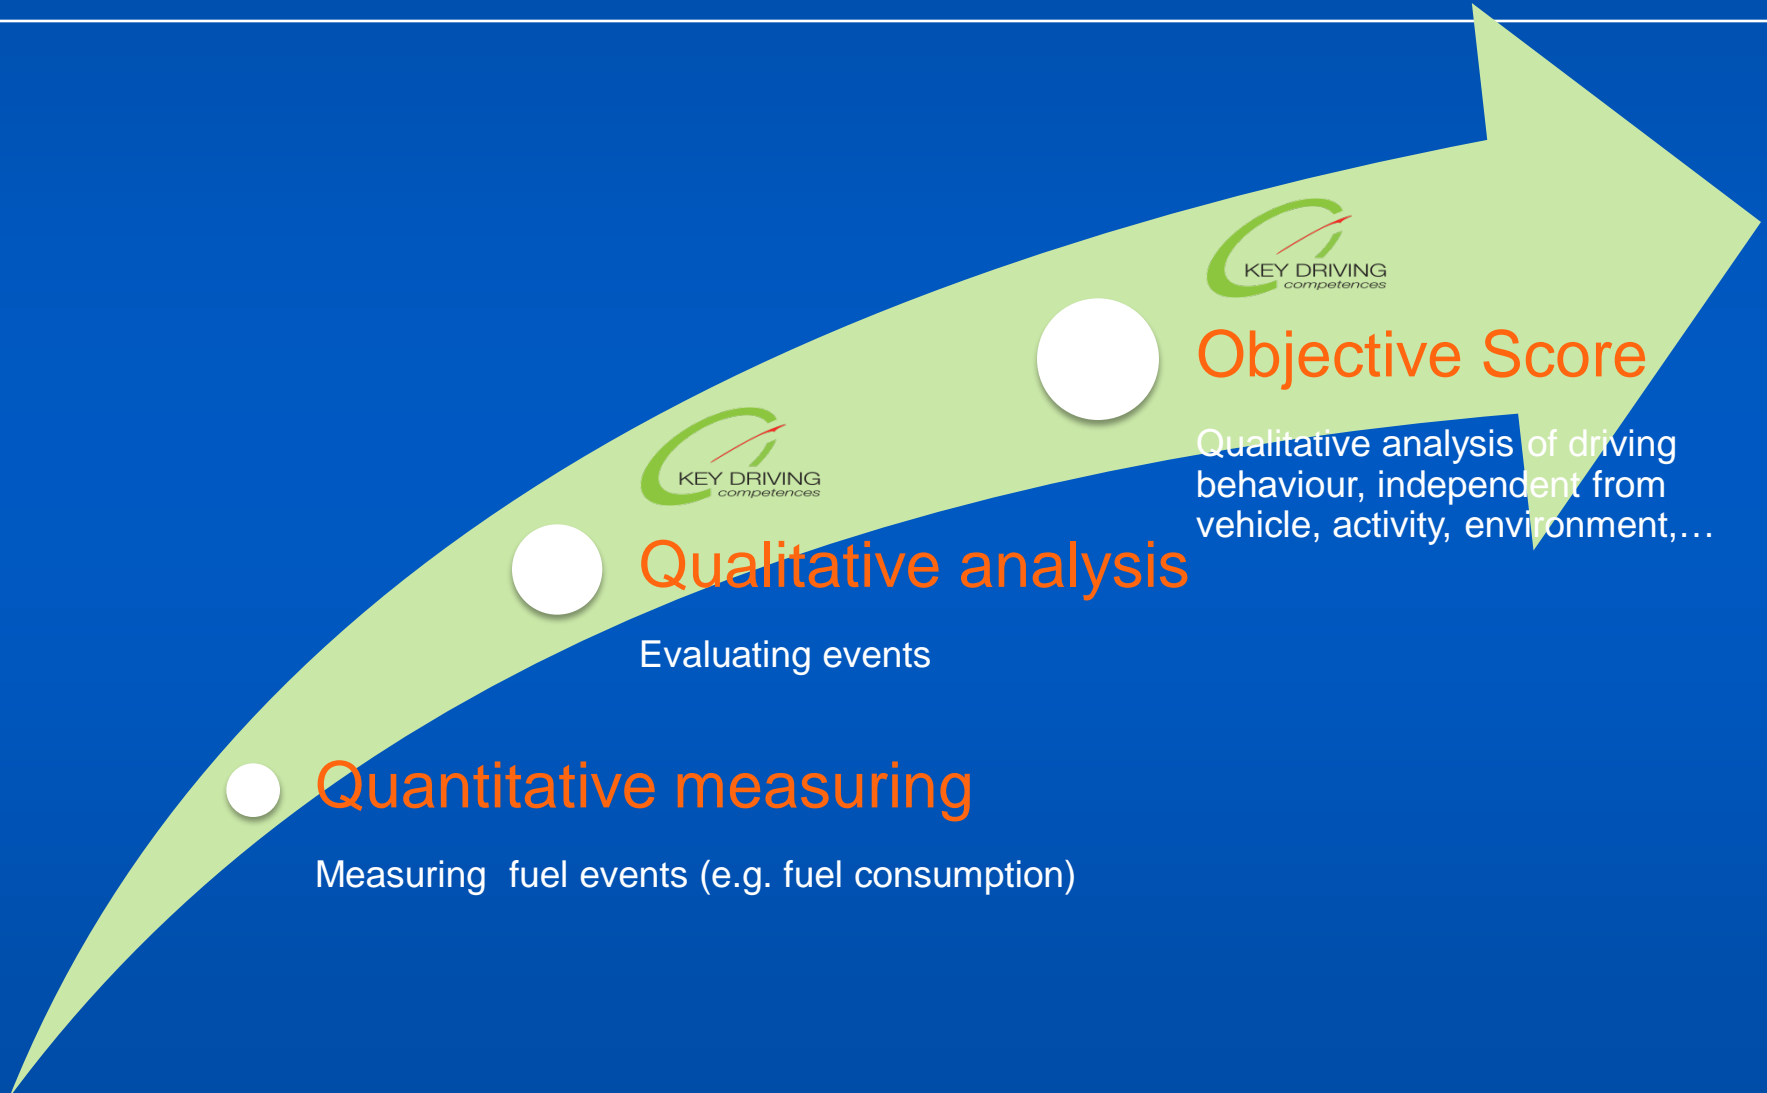 KEY DRIVING
competences
Objective Score
Qualitative analysis of driving
behaviour, independent from
vehicle, activity, environment,…
KEY DRIVING
competences
Qualitative analysis
Evaluating events
Quantitative measuring
Measuring  fuel events (e.g. fuel consumption)